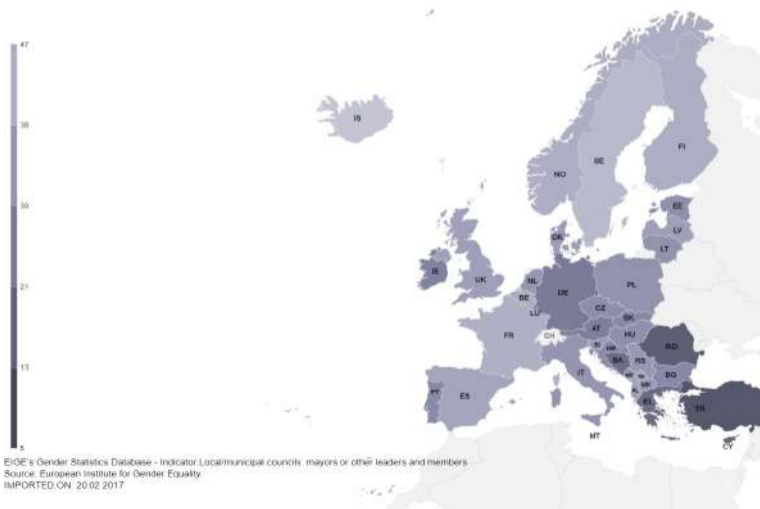 47
38
30
21
13
5
IS
NO
SE
FI
EE
LV
LT
DK
IE
UK
NL
BE
LU
DE
PL
CZ
SK
AT
HU
FR
CH
SI
HR
BA
RO
RS
BG
IT
MK
AL
EL
PT
ES
TR
MT
CY
EIGE's Gender Statistics Database - Indicator:Local/municipal councils: mayors or other leaders and members
Source: European Institute for Gender Equality
IMPORTED ON: 20.02.2017